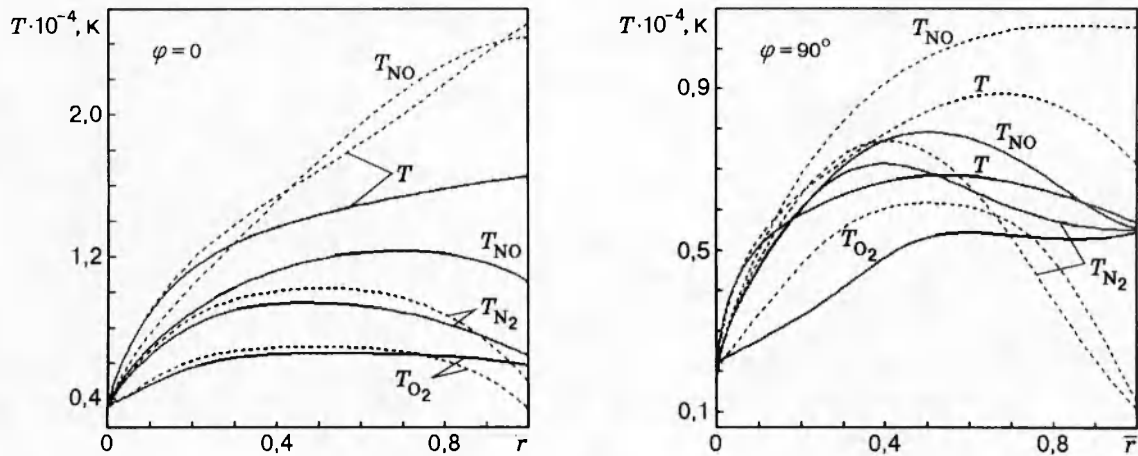 T·10⁻⁴, K
φ = 0
T_NO
2,0
T
1,2
T_NO
T_N₂
0,4
T_O₂
0 0,4 0,8 r̄
T·10⁻⁴, K
φ = 90°
T_NO
0,9
T
T_NO
T
0,5
T_O₂
T_N₂
0,1
0 0,4 0,8 r̄